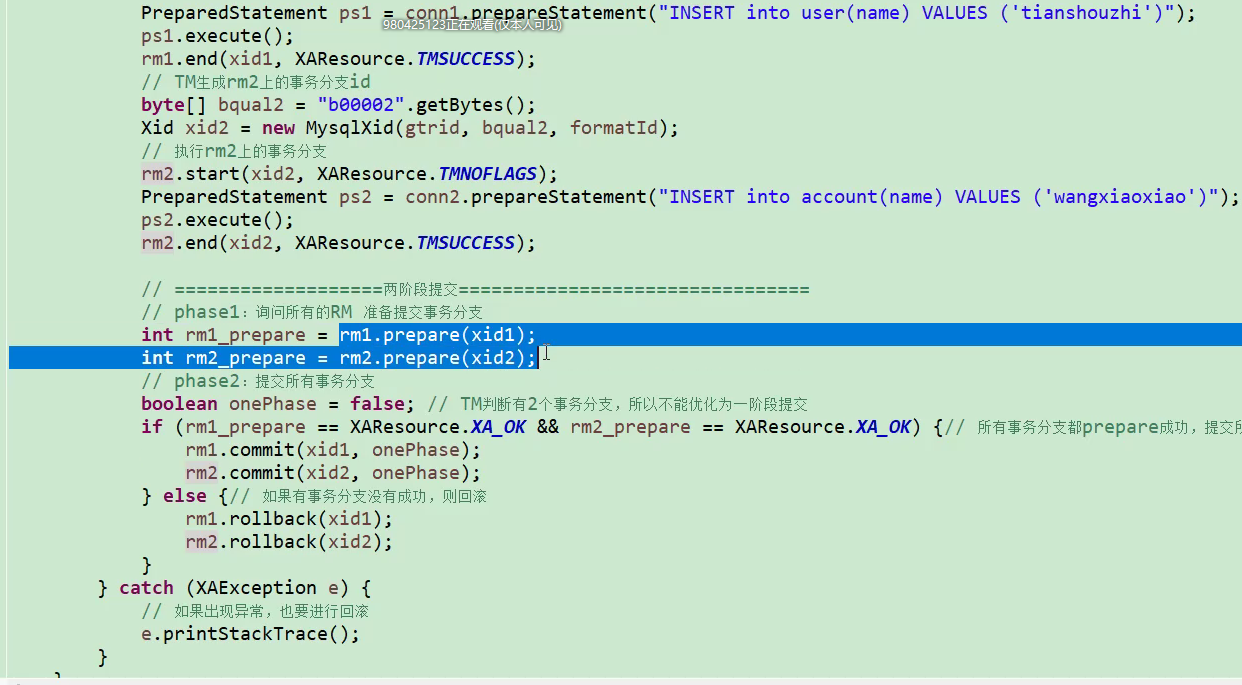 PreparedStatement ps1 = conn1.prepareStatement("INSERT into user(name) VALUES ('tianshouzhi')");
980425123正在观看(仅本人可见)
ps1.execute();
rm1.end(xid1, XAResource.TMSUCCESS);
// TM生成rm2上的事务分支id
byte[] bqual2 = "b00002".getBytes();
Xid xid2 = new MysqlXid(gtrid, bqual2, formatId);
// 执行rm2上的事务分支
rm2.start(xid2, XAResource.TMNOFLAGS);
PreparedStatement ps2 = conn2.prepareStatement("INSERT into account(name) VALUES ('wangxiaoxiao')");
ps2.execute();
rm2.end(xid2, XAResource.TMSUCCESS);
// ===================两阶段提交================================
// phase1：询问所有的RM 准备提交事务分支
int rm1_prepare = rm1.prepare(xid1);
int rm2_prepare = rm2.prepare(xid2);
// phase2：提交所有事务分支
boolean onePhase = false; // TM判断有2个事务分支，所以不能优化为一阶段提交
if (rm1_prepare == XAResource.XA_OK && rm2_prepare == XAResource.XA_OK) {// 所有事务分支都prepare成功，提交所
rm1.commit(xid1, onePhase);
rm2.commit(xid2, onePhase);
} else {// 如果有事务分支没有成功，则回滚
rm1.rollback(xid1);
rm2.rollback(xid2);
}
} catch (XAException e) {
// 如果出现异常，也要进行回滚
e.printStackTrace();
}